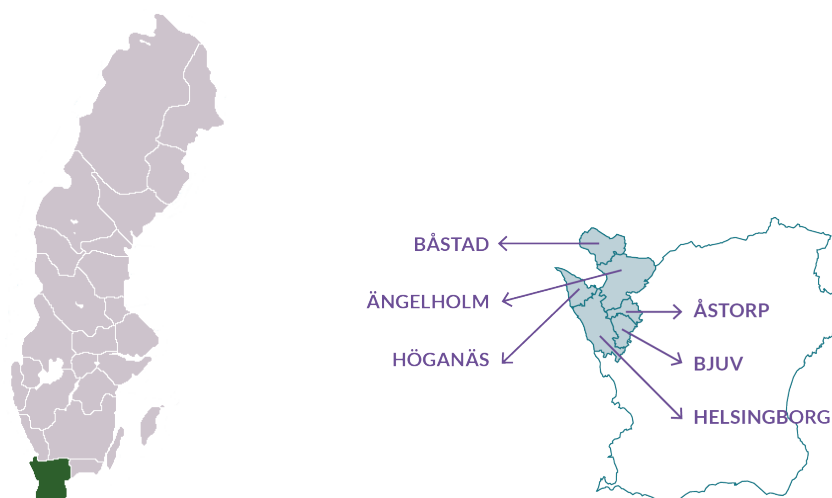 BÅSTAD
ÄNGELHOLM
HÖGANÄS
ÅSTORP
BJUV
HELSINGBORG